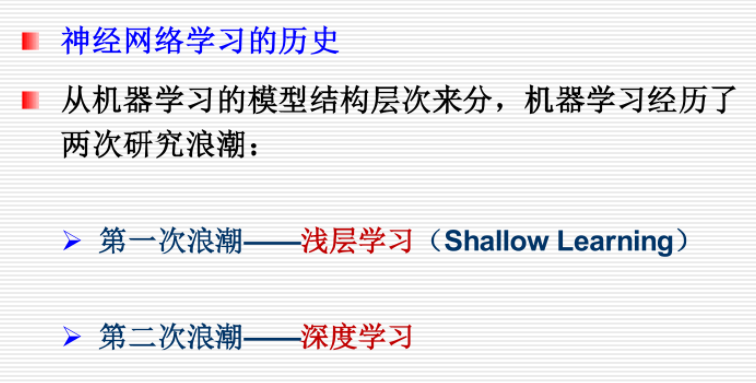 神经网络学习的历史
从机器学习的模型结构层次来分，机器学习经历了
两次研究浪潮：
第一次浪潮——浅层学习（Shallow Learning）
第二次浪潮——深度学习